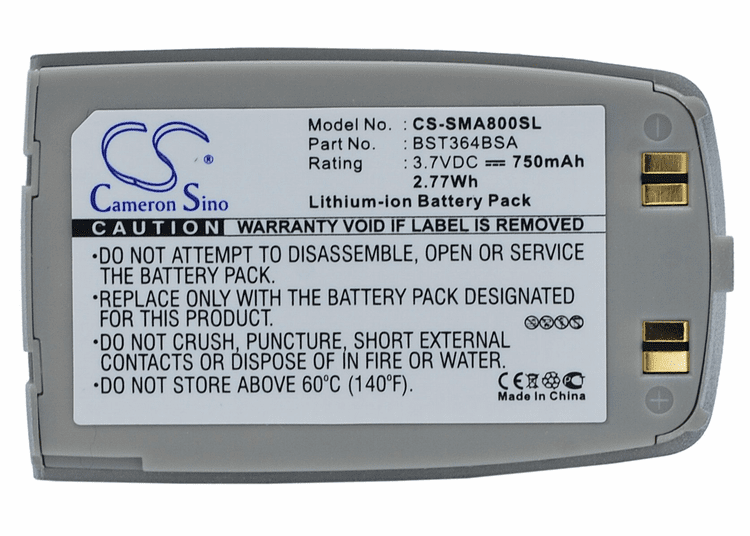 CS
Cameron Sino
Model No. : CS-SMA800SL
Part No. : BST364BSA
Rating : 3.7VDC ⎓ 750mAh
2.77Wh
Lithium-ion Battery Pack
CAUTION WARRANTY VOID IF LABEL IS REMOVED
•DO NOT ATTEMPT TO DISASSEMBLE, OPEN OR SERVICE
THE BATTERY PACK.
•REPLACE ONLY WITH THE BATTERY PACK DESIGNATED
FOR THIS PRODUCT.
•DO NOT CRUSH, PUNCTURE, SHORT EXTERNAL
CONTACTS OR DISPOSE OF IN FIRE OR WATER.
•DO NOT STORE ABOVE 60°C (140°F).
CE
Made in China
−
+